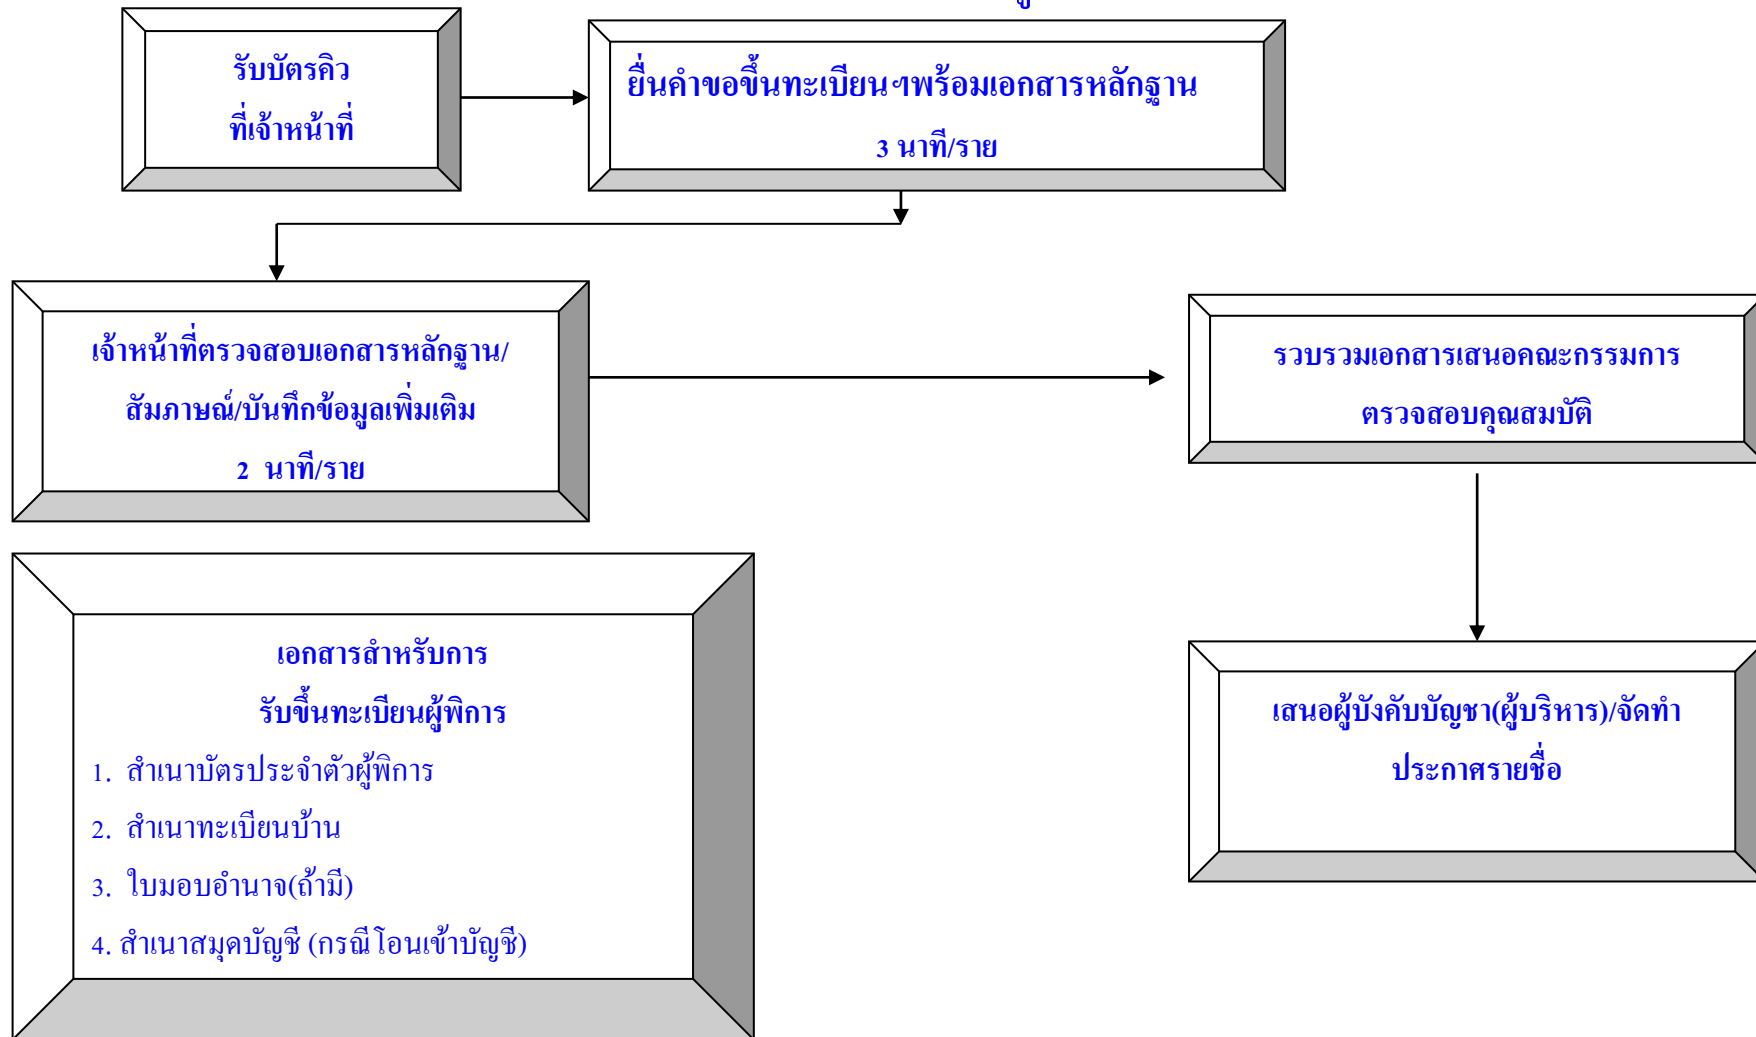 รับบัตรคิว
ที่เจ้าหน้าที่
ยื่นคำขอขึ้นทะเบียนฯพร้อมเอกสารหลักฐาน
3 นาที/ราย
เจ้าหน้าที่ตรวจสอบเอกสารหลักฐาน/
สัมภาษณ์/บันทึกข้อมูลเพิ่มเติม
2 นาที/ราย
รวบรวมเอกสารเสนอคณะกรรมการ
ตรวจสอบคุณสมบัติ
เสนอผู้บังคับบัญชา(ผู้บริหาร)/จัดทำ
ประกาศรายชื่อ
เอกสารสำหรับการ
รับขึ้นทะเบียนผู้พิการ
1. สำเนาบัตรประจำตัวผู้พิการ
2. สำเนาทะเบียนบ้าน
3. ใบมอบอำนาจ(ถ้ามี)
4. สำเนาสมุดบัญชี (กรณีโอนเข้าบัญชี)